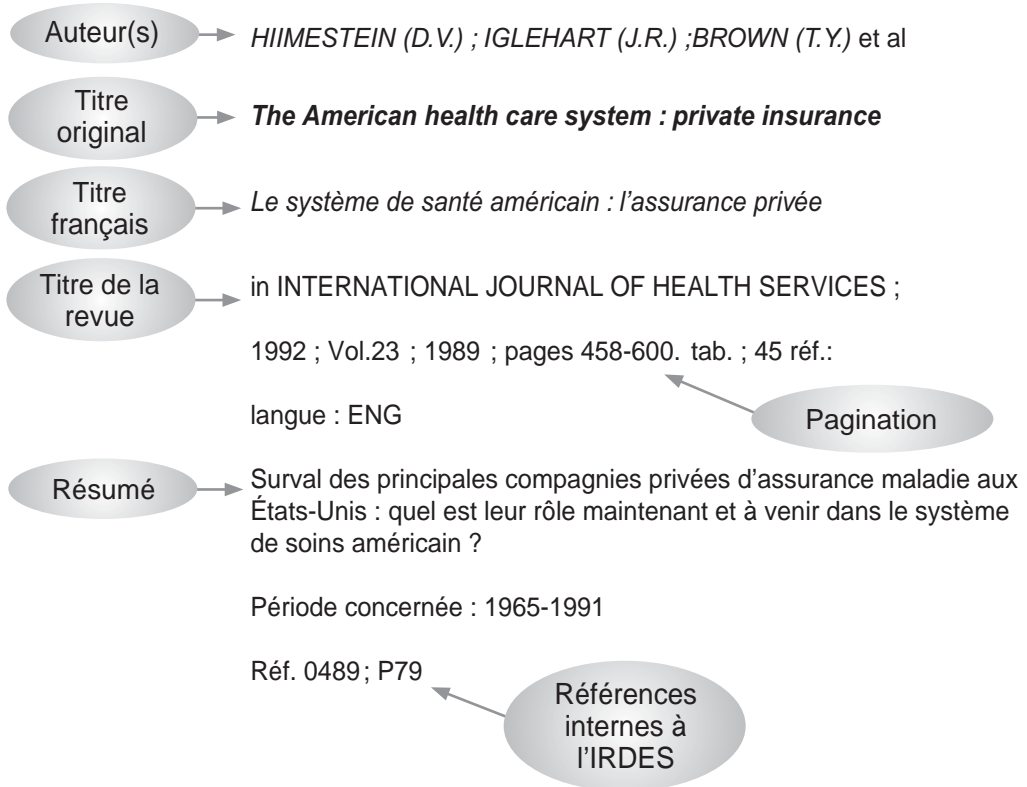 Auteur(s)
HIIMESTEIN (D.V.) ; IGLEHART (J.R.) ;BROWN (T.Y.) et al
Titre
original
The American health care system : private insurance
Titre
français
Le système de santé américain : l'assurance privée
Titre de la
revue
in INTERNATIONAL JOURNAL OF HEALTH SERVICES ;
1992 ; Vol.23 ; 1989 ; pages 458-600. tab. ; 45 réf.:
langue : ENG
Pagination
Résumé
Surval des principales compagnies privées d'assurance maladie aux
États-Unis : quel est leur rôle maintenant et à venir dans le système
de soins américain ?
Période concernée : 1965-1991
Réf. 0489 ; P79
Références
internes à
l'IRDES